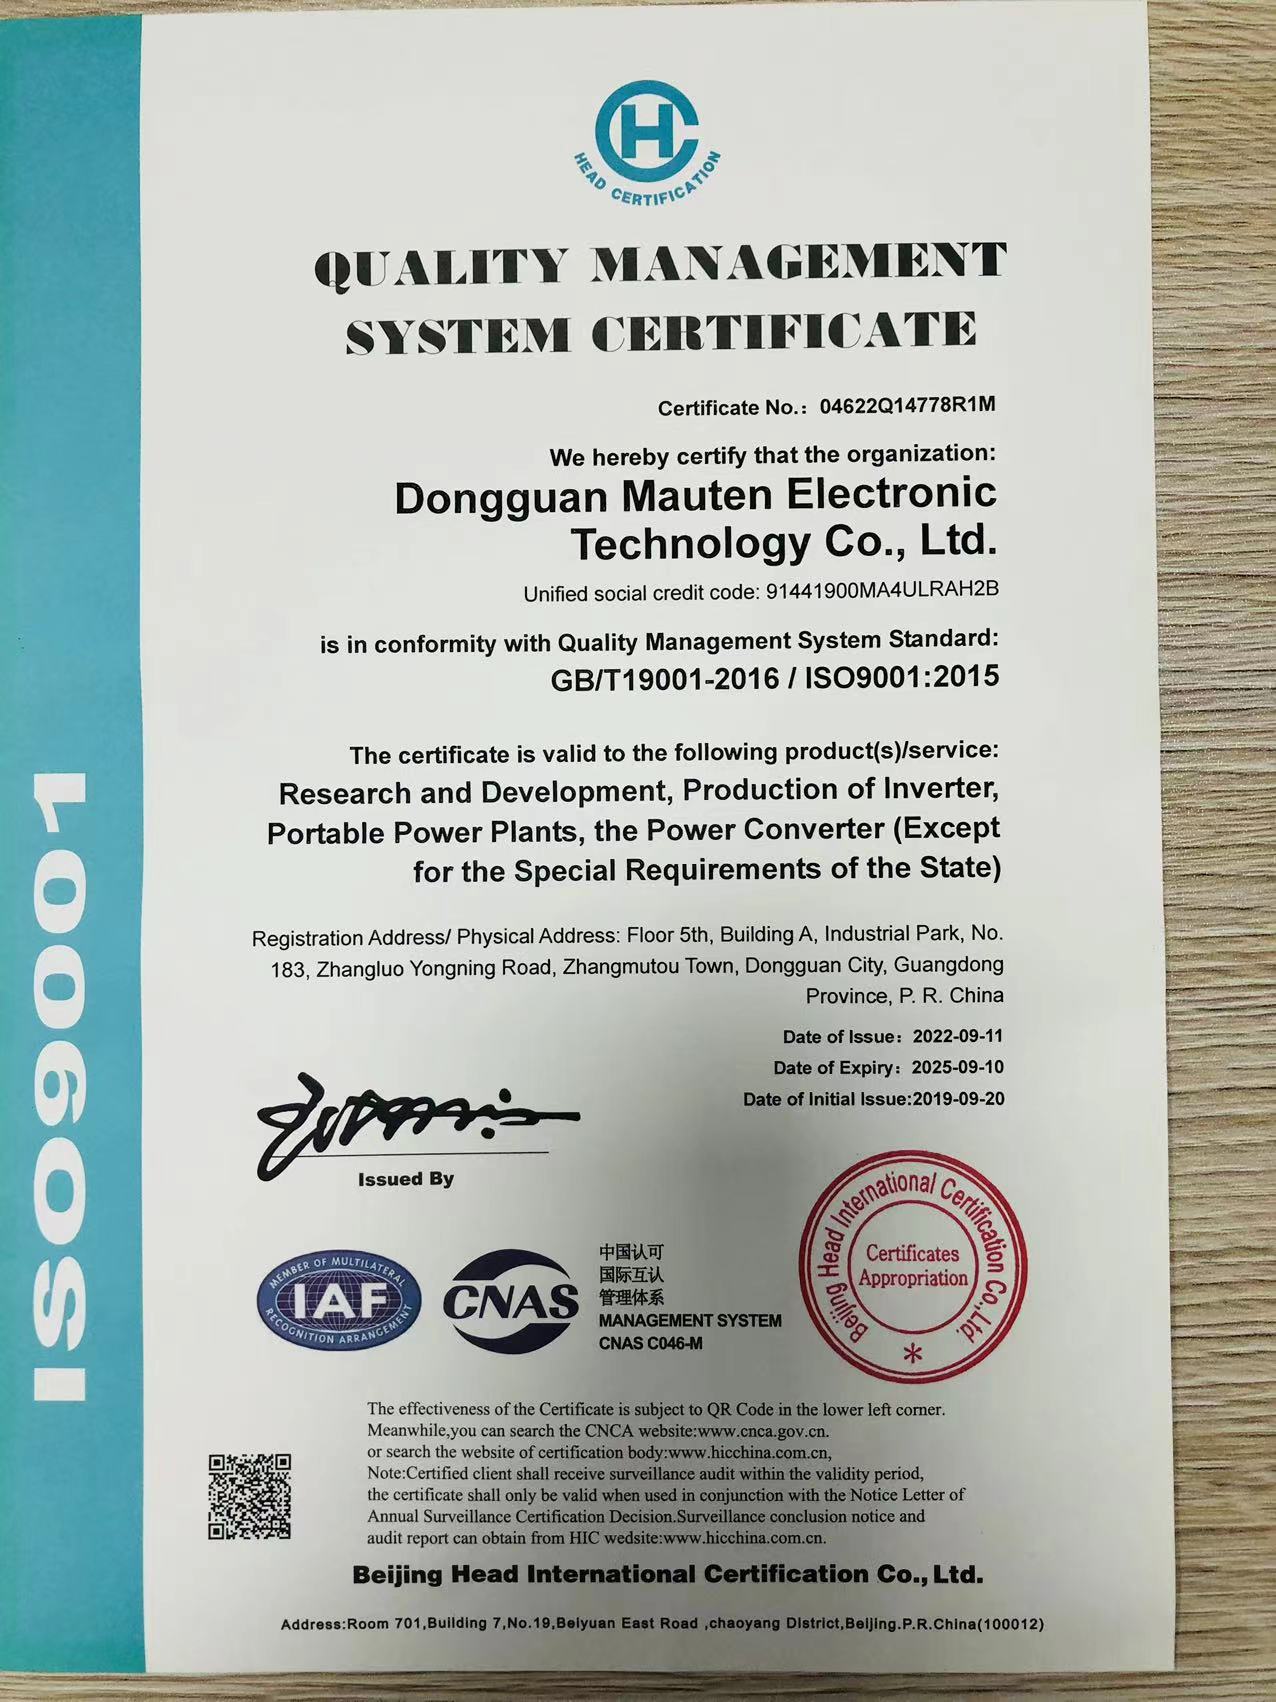 HC
HEAD CERTIFICATION
QUALITY MANAGEMENT
SYSTEM CERTIFICATE
Certificate No.: 04622Q14778R1M
We hereby certify that the organization:
Dongguan Mauten Electronic
Technology Co., Ltd.
Unified social credit code: 91441900MA4ULRAH2B
is in conformity with Quality Management System Standard:
GB/T19001-2016 / ISO9001:2015
The certificate is valid to the following product(s)/service:
Research and Development, Production of Inverter,
Portable Power Plants, the Power Converter (Except
for the Special Requirements of the State)
Registration Address/ Physical Address: Floor 5th, Building A, Industrial Park, No.
183, Zhangluo Yongning Road, Zhangmutou Town, Dongguan City, Guangdong
Province, P. R. China
Date of Issue: 2022-09-11
Date of Expiry: 2025-09-10
Date of Initial Issue:2019-09-20
Issued By
ISO9001
MEMBER OF MULTILATERAL
IAF
RECOGNITION ARRANGEMENT
CNAS
中国认可
国际互认
管理体系
MANAGEMENT SYSTEM
CNAS C046-M
Beijing Head International Certification Co.,Ltd.
Certificates
Appropriation
The effectiveness of the Certificate is subject to QR Code in the lower left corner.
Meanwhile,you can search the CNCA website:www.cnca.gov.cn.
or search the website of certification body:www.hicchina.com.cn,
Note:Certified client shall receive surveillance audit within the validity period,
the certificate shall only be valid when used in conjunction with the Notice Letter of
Annual Surveillance Certification Decision.Surveillance conclusion notice and
audit report can obtain from HIC wedsite:www.hicchina.com.cn.
Beijing Head International Certification Co., Ltd.
Address:Room 701,Building 7,No.19,Beiyuan East Road ,chaoyang District,Beijing.P.R.China(100012)